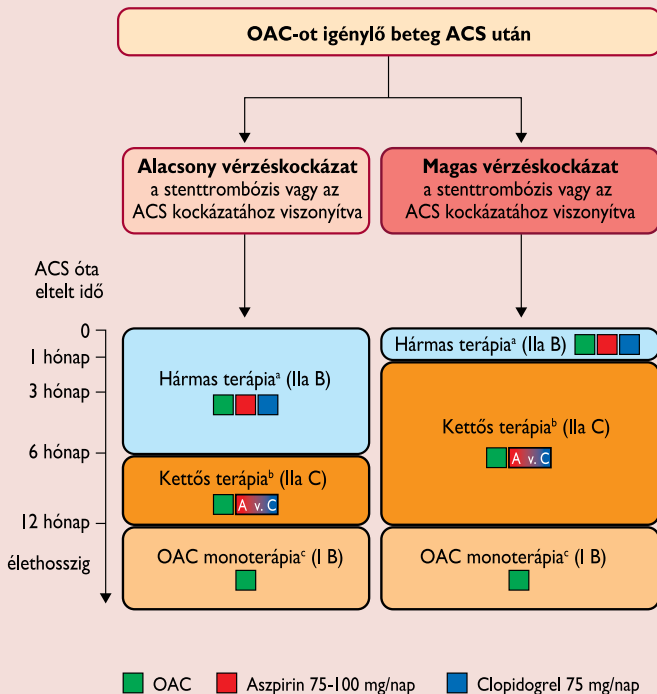 OAC-ot igénylő beteg ACS után
Alacsony vérzéskockázat
a stenttrombózis vagy az
ACS kockázatához viszonyítva
Magas vérzéskockázat
a stenttrombózis vagy az
ACS kockázatához viszonyítva
ACS óta
eltelt idő
0
1 hónap
3 hónap
6 hónap
12 hónap
élethosszig
Hármas terápiaᵃ (IIa B)
Kettős terápiaᵇ (IIa C)
A v. C
OAC monoterápiaᶜ (I B)
Hármas terápiaᵃ (IIa B)
Kettős terápiaᵇ (IIa C)
A v. C
OAC monoterápiaᶜ (I B)
OAC Aszpirin 75-100 mg/nap Clopidogrel 75 mg/nap